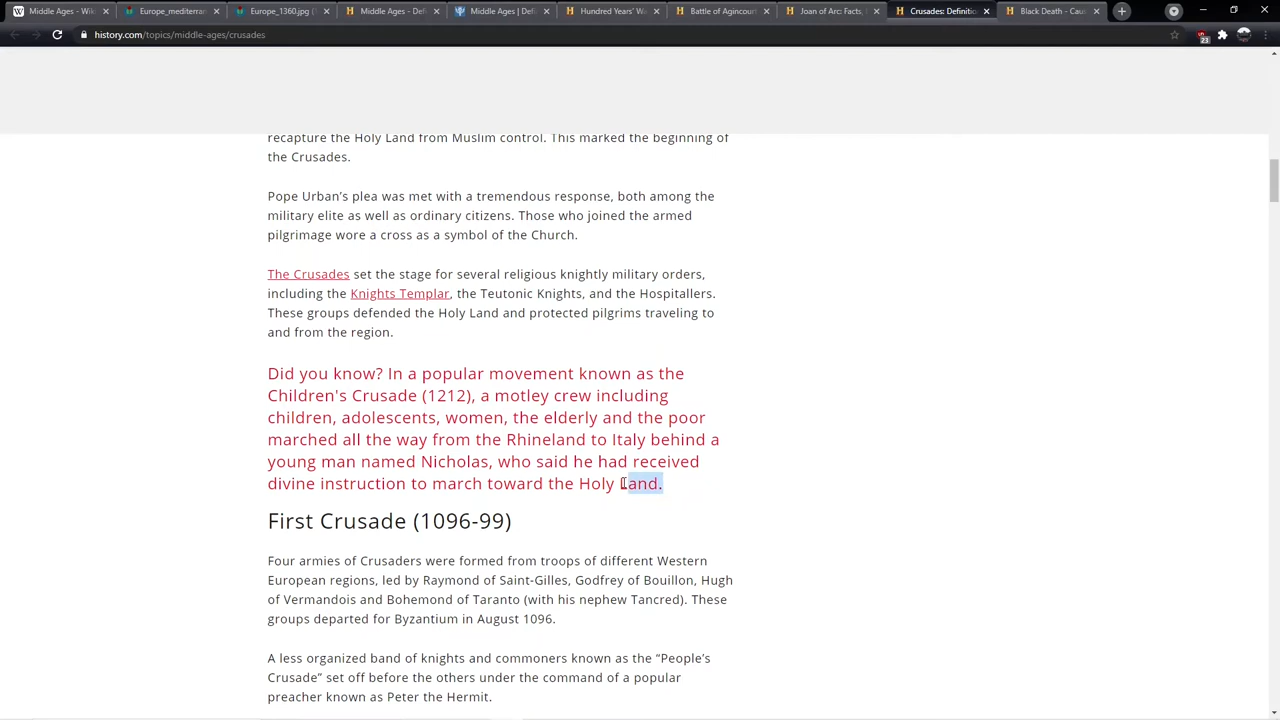 Middle Ages - Wiki
Europe_mediterran
Europe_1360.jpg (
Middle Ages - Def
Middle Ages | Defi
Hundred Years' Wa
Battle of Agincourt
Joan of Arc: Facts,
Crusades: Definitio
Black Death - Cau
history.com/topics/middle-ages/crusades
23
recapture the Holy Land from Muslim control. This marked the beginning of
the Crusades.
Pope Urban’s plea was met with a tremendous response, both among the
military elite as well as ordinary citizens. Those who joined the armed
pilgrimage wore a cross as a symbol of the Church.
The Crusades set the stage for several religious knightly military orders,
including the Knights Templar, the Teutonic Knights, and the Hospitallers.
These groups defended the Holy Land and protected pilgrims traveling to
and from the region.
Did you know? In a popular movement known as the
Children's Crusade (1212), a motley crew including
children, adolescents, women, the elderly and the poor
marched all the way from the Rhineland to Italy behind a
young man named Nicholas, who said he had received
divine instruction to march toward the Holy Land.
First Crusade (1096-99)
Four armies of Crusaders were formed from troops of different Western
European regions, led by Raymond of Saint-Gilles, Godfrey of Bouillon, Hugh
of Vermandois and Bohemond of Taranto (with his nephew Tancred). These
groups departed for Byzantium in August 1096.
A less organized band of knights and commoners known as the “People’s
Crusade” set off before the others under the command of a popular
preacher known as Peter the Hermit.